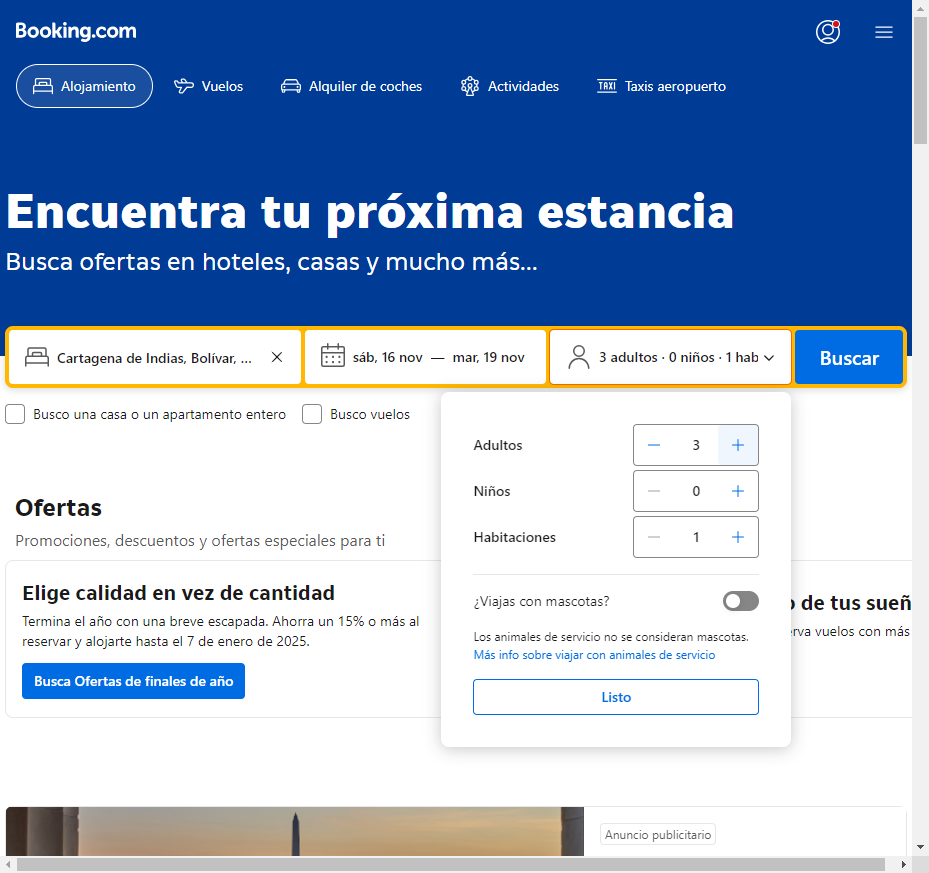 Booking.com
Alojamiento
Vuelos
Alquiler de coches
Actividades
TAXI
Taxis aeropuerto
Encuentra tu próxima estancia
Busca ofertas en hoteles, casas y mucho más...
Cartagena de Indias, Bolívar, ...
sáb, 16 nov — mar, 19 nov
3 adultos · 0 niños · 1 hab
Buscar
Busco una casa o un apartamento entero
Busco vuelos
Adultos
3
Niños
0
Habitaciones
1
¿Viajas con mascotas?
Los animales de servicio no se consideran mascotas.
Más info sobre viajar con animales de servicio
Listo
Ofertas
Promociones, descuentos y ofertas especiales para ti
Elige calidad en vez de cantidad
Termina el año con una breve escapada. Ahorra un 15% o más al
reservar y alojarte hasta el 7 de enero de 2025.
Busca Ofertas de finales de año
de tus sueñ
vuelos con más
Anuncio publicitario